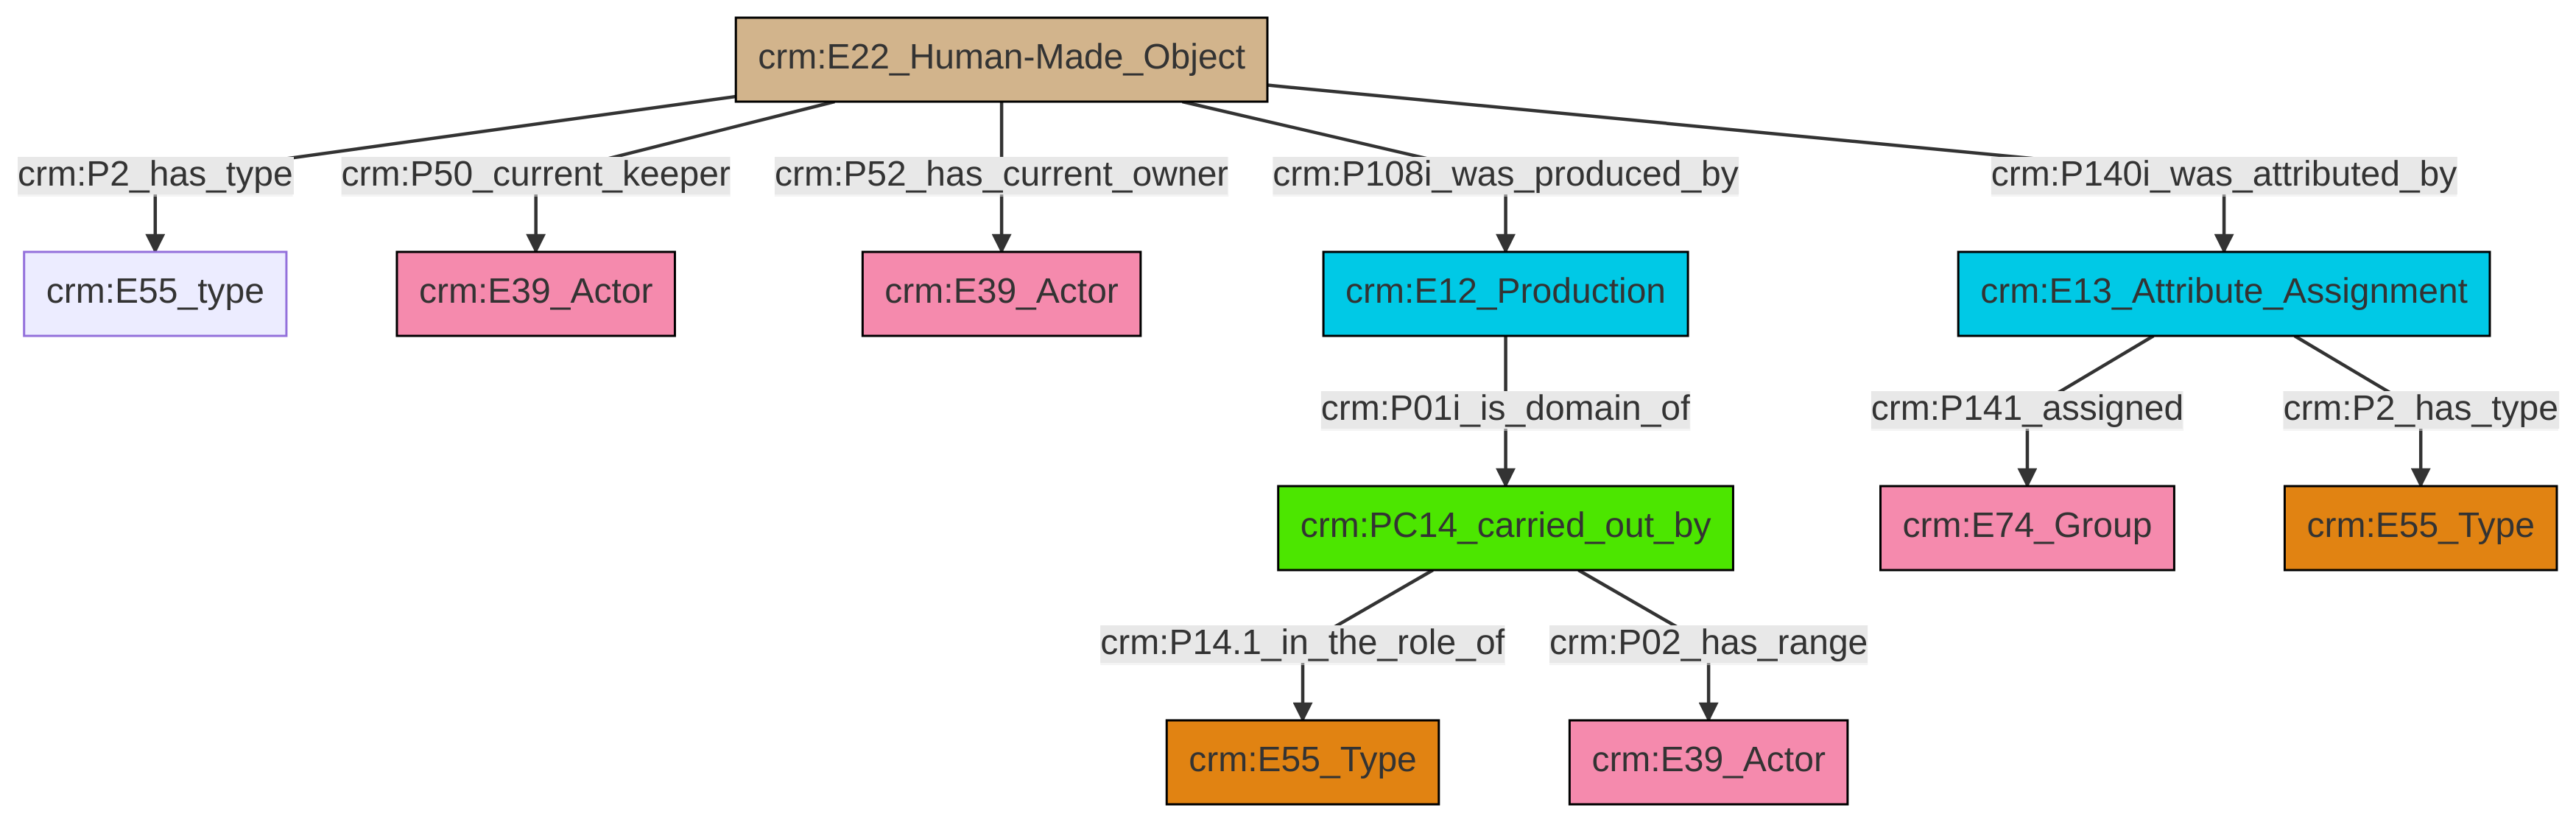 crm:E22_Human-Made_Object
crm:P2_has_type
crm:P50_current_keeper
crm:P52_has_current_owner
crm:P108i_was_produced_by
crm:P140i_was_attributed_by
crm:E55_type
crm:E39_Actor
crm:E39_Actor
crm:E12_Production
crm:E13_Attribute_Assignment
crm:P01i_is_domain_of
crm:P141_assigned
crm:P2_has_type
crm:PC14_carried_out_by
crm:E74_Group
crm:E55_Type
crm:P14.1_in_the_role_of
crm:P02_has_range
crm:E55_Type
crm:E39_Actor